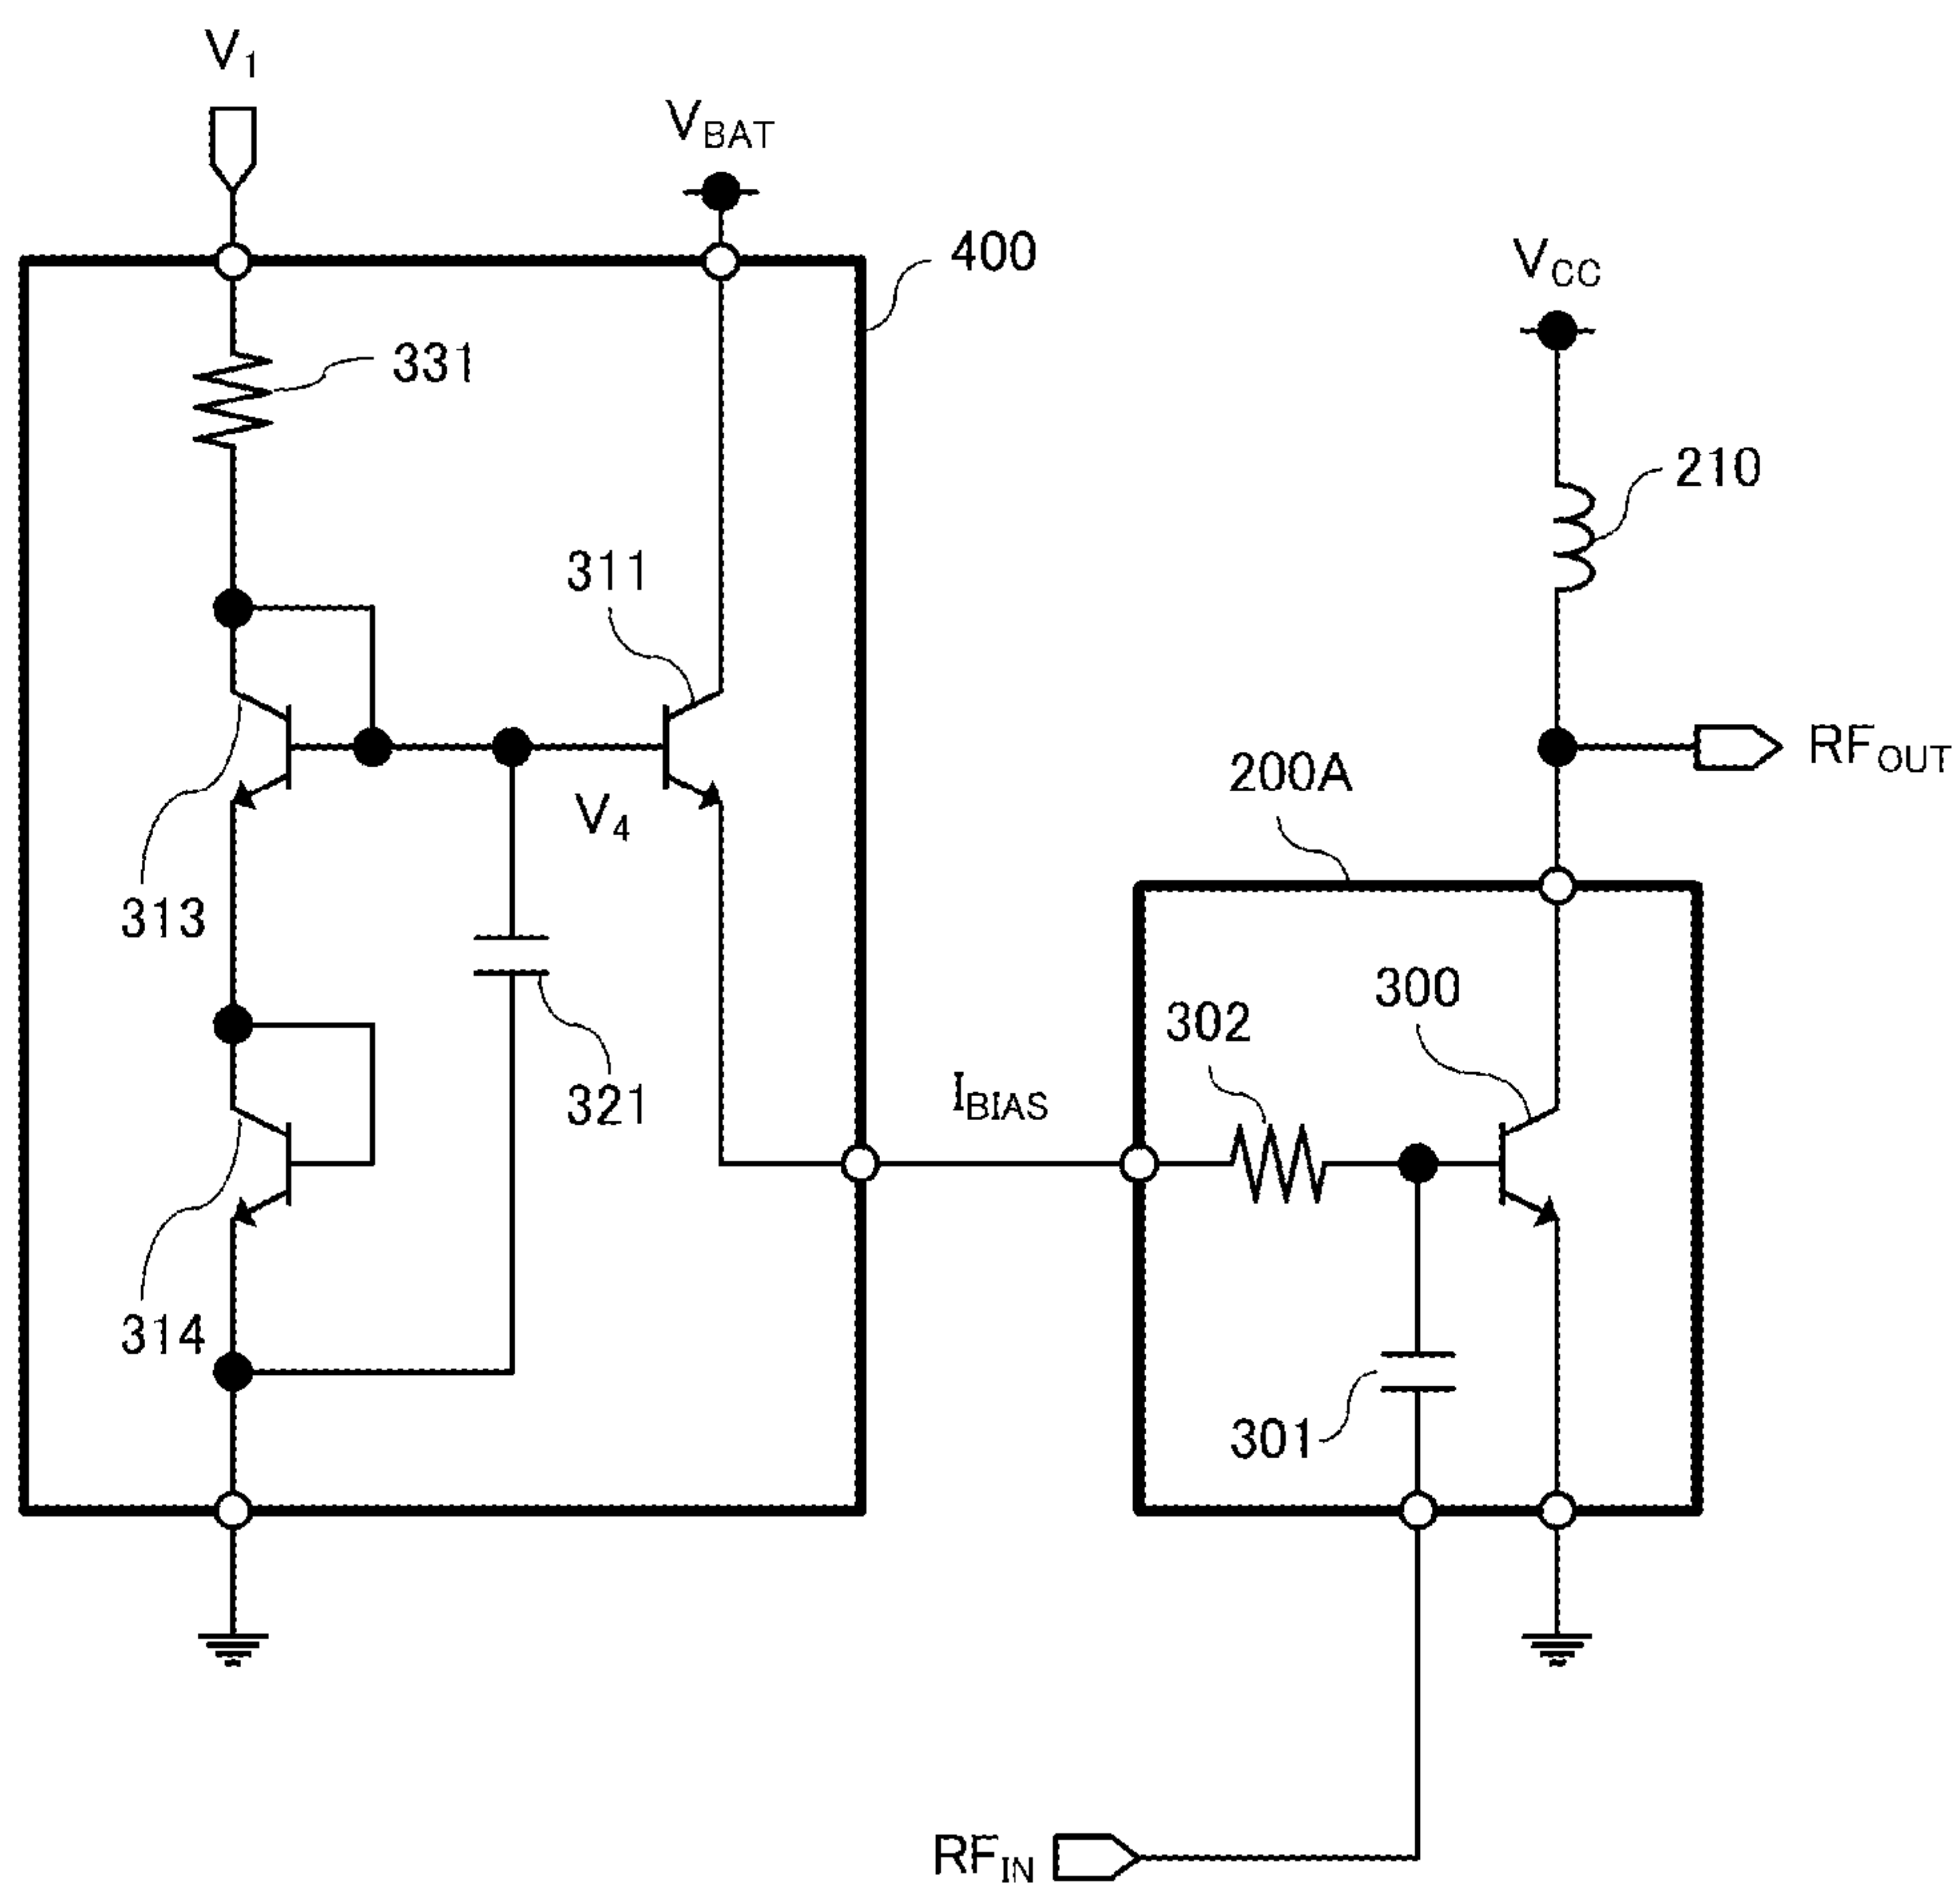 V1
VBAT
400
VCC
331
210
311
RFOUT
200A
V4
313
300
302
321
IBIAS
314
301
RFIN